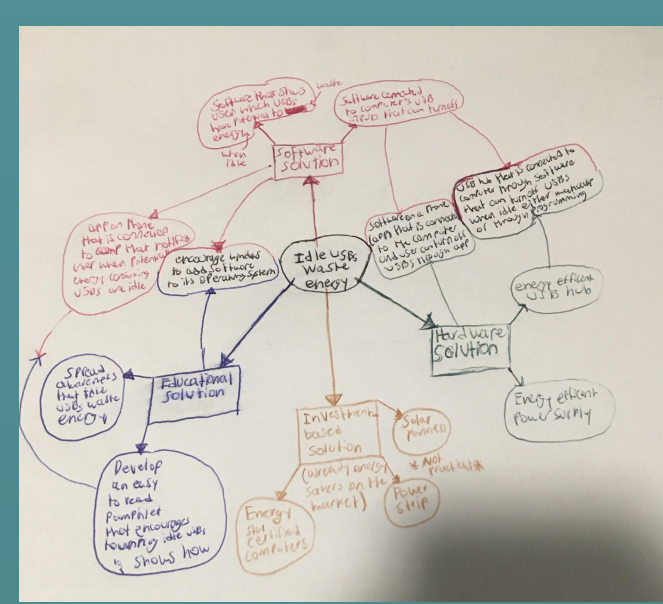 Software that shows
user which USBs
have potential to
waste
energy
when
idle
Software connected
to computer's USB
that can turnoff
Software
Solution
app on Phone
that is connected
to that notifies
user when Potential
energy consuming
USBs are idle
encourage windows
to add software
to its operating system
Idle USBs
waste
energy
Software on a Phone
(app) that is connected
to the computer
and user can turnoff
USBs through app
USB hub that is connected to
computer through software
that can turn off USBs
when idle either manually
or through programming
energy efficent
USB hub
Hardware
Solution
Energy efficent
Power Supply
Spread
awareness
that idle
USBs waste
energy
Educational
Solution
Develop
an easy
to read
Pamphlet
that encourages
idle USBs
shows how
Investment
based
Solution
(already energy
savers on the
market)
Solar
* Not
practical *
Power
Strip
Energy
star
certified
computers